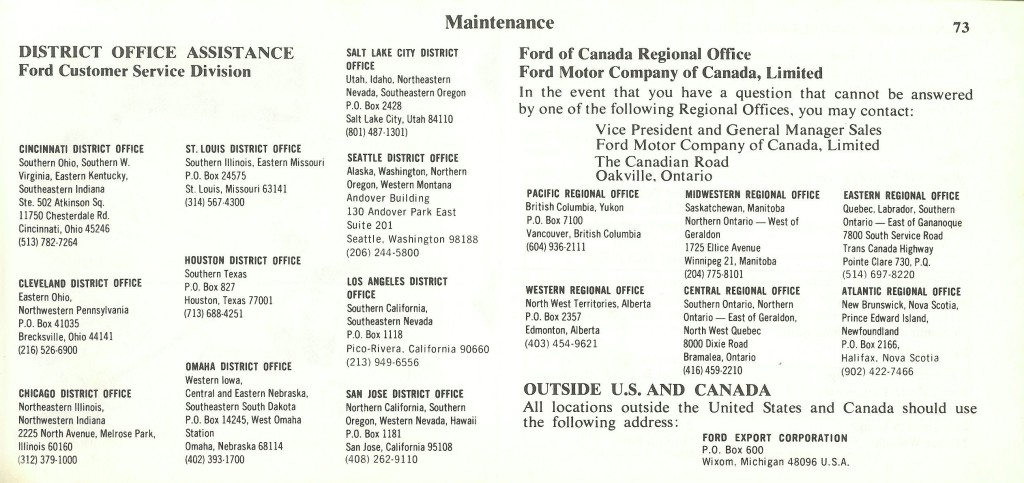 Maintenance
73
DISTRICT OFFICE ASSISTANCE
Ford Customer Service Division
CINCINNATI DISTRICT OFFICE
Southern Ohio, Southern W.
Virginia, Eastern Kentucky,
Southeastern Indiana
Ste. 502 Atkinson Sq.
11750 Chesterdale Rd.
Cincinnati, Ohio 45246
(513) 782-7264
CLEVELAND DISTRICT OFFICE
Eastern Ohio,
Northwestern Pennsylvania
P.O. Box 41035
Brecksville, Ohio 44141
(216) 526-6900
CHICAGO DISTRICT OFFICE
Northeastern Illinois,
Northwestern Indiana
2225 North Avenue, Melrose Park,
Illinois 60160
(312) 379-1000
ST. LOUIS DISTRICT OFFICE
Southern Illinois, Eastern Missouri
P.O. Box 24575
St. Louis, Missouri 63141
(314) 567-4300
HOUSTON DISTRICT OFFICE
Southern Texas
P.O. Box 827
Houston, Texas 77001
(713) 688-4251
OMAHA DISTRICT OFFICE
Western Iowa,
Central and Eastern Nebraska,
Southeastern South Dakota
P.O. Box 14245, West Omaha
Station
Omaha, Nebraska 68114
(402) 393-1700
SALT LAKE CITY DISTRICT
OFFICE
Utah, Idaho, Northeastern
Nevada, Southeastern Oregon
P.O. Box 2428
Salt Lake City, Utah 84110
(801) 487-1301)
SEATTLE DISTRICT OFFICE
Alaska, Washington, Northern
Oregon, Western Montana
Andover Building
130 Andover Park East
Suite 201
Seattle, Washington 98188
(206) 244-5800
LOS ANGELES DISTRICT
OFFICE
Southern California,
Southeastern Nevada
P.O. Box 1118
Pico-Rivera, California 90660
(213) 949-6556
SAN JOSE DISTRICT OFFICE
Northern California, Southern
Oregon, Western Nevada, Hawaii
P.O. Box 1181
San Jose, California 95108
(408) 262-9110
Ford of Canada Regional Office
Ford Motor Company of Canada, Limited
In the event that you have a question that cannot be answered
by one of the following Regional Offices, you may contact:
Vice President and General Manager Sales
Ford Motor Company of Canada, Limited
The Canadian Road
Oakville, Ontario
PACIFIC REGIONAL OFFICE
British Columbia, Yukon
P.O. Box 7100
Vancouver, British Columbia
(604) 936-2111
WESTERN REGIONAL OFFICE
North West Territories, Alberta
P.O. Box 2357
Edmonton, Alberta
(403) 454-9621
MIDWESTERN REGIONAL OFFICE
Saskatchewan, Manitoba
Northern Ontario — West of
Geraldon
1725 Ellice Avenue
Winnipeg 21, Manitoba
(204) 775-8101
CENTRAL REGIONAL OFFICE
Southern Ontario, Northern
Ontario — East of Geraldon,
North West Quebec
8000 Dixie Road
Bramalea, Ontario
(416) 459-2210
EASTERN REGIONAL OFFICE
Quebec, Labrador, Southern
Ontario – East of Gananoque
7800 South Service Road
Trans Canada Highway
Pointe Clare 730, P.Q.
(514) 697-8220
ATLANTIC REGIONAL OFFICE
New Brunswick, Nova Scotia,
Prince Edward Island,
Newfoundland
P.O. Box 2166,
Halifax, Nova Scotia
(902) 422-7466
OUTSIDE U.S. AND CANADA
All locations outside the United States and Canada should use
the following address:
FORD EXPORT CORPORATION
P.O. Box 600
Wixom, Michigan 48096 U.S.A.